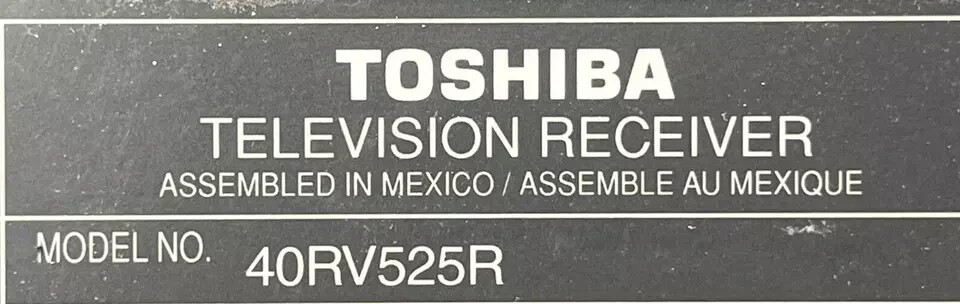 TOSHIBA
TELEVISION RECEIVER
ASSEMBLED IN MEXICO / ASSEMBLE AU MEXIQUE
MODEL NO. 40RV525R